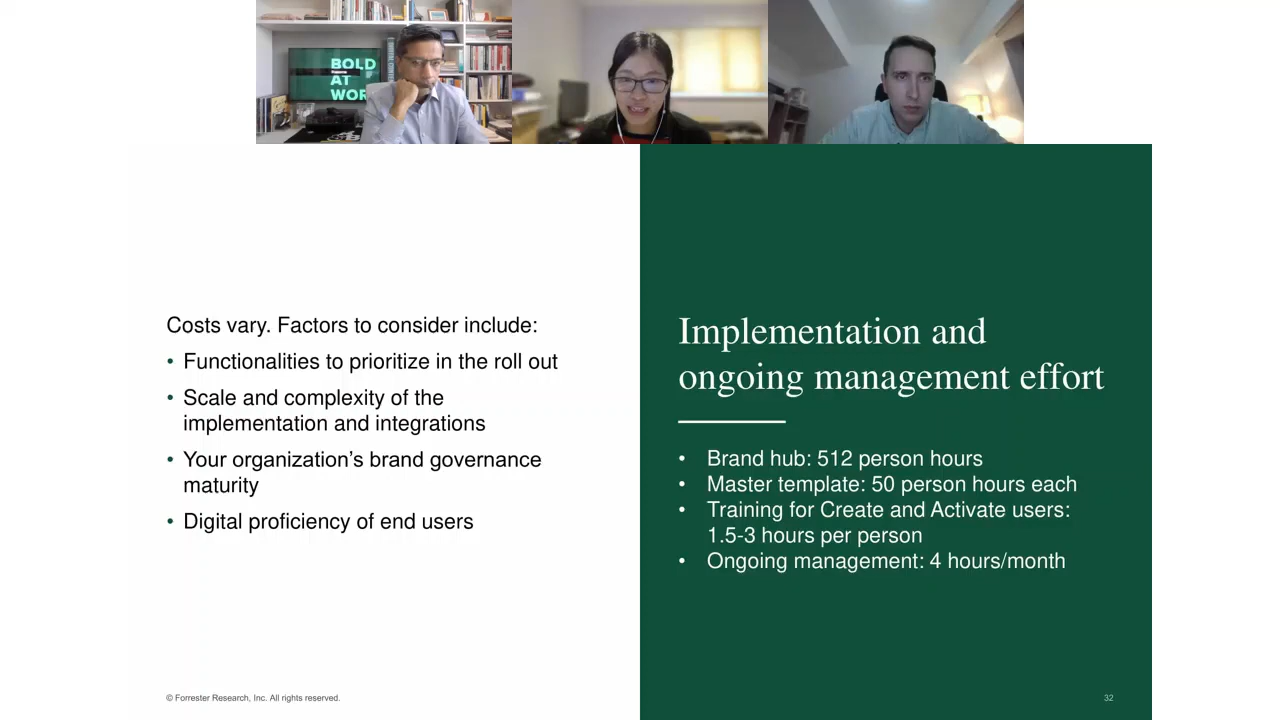 BOLD
AT
WOR
Costs vary. Factors to consider include:
• Functionalities to prioritize in the roll out
• Scale and complexity of the
implementation and integrations
• Your organization’s brand governance
maturity
• Digital proficiency of end users
Implementation and
ongoing management effort
• Brand hub: 512 person hours
• Master template: 50 person hours each
• Training for Create and Activate users:
1.5-3 hours per person
• Ongoing management: 4 hours/month
© Forrester Research, Inc. All rights reserved.
32